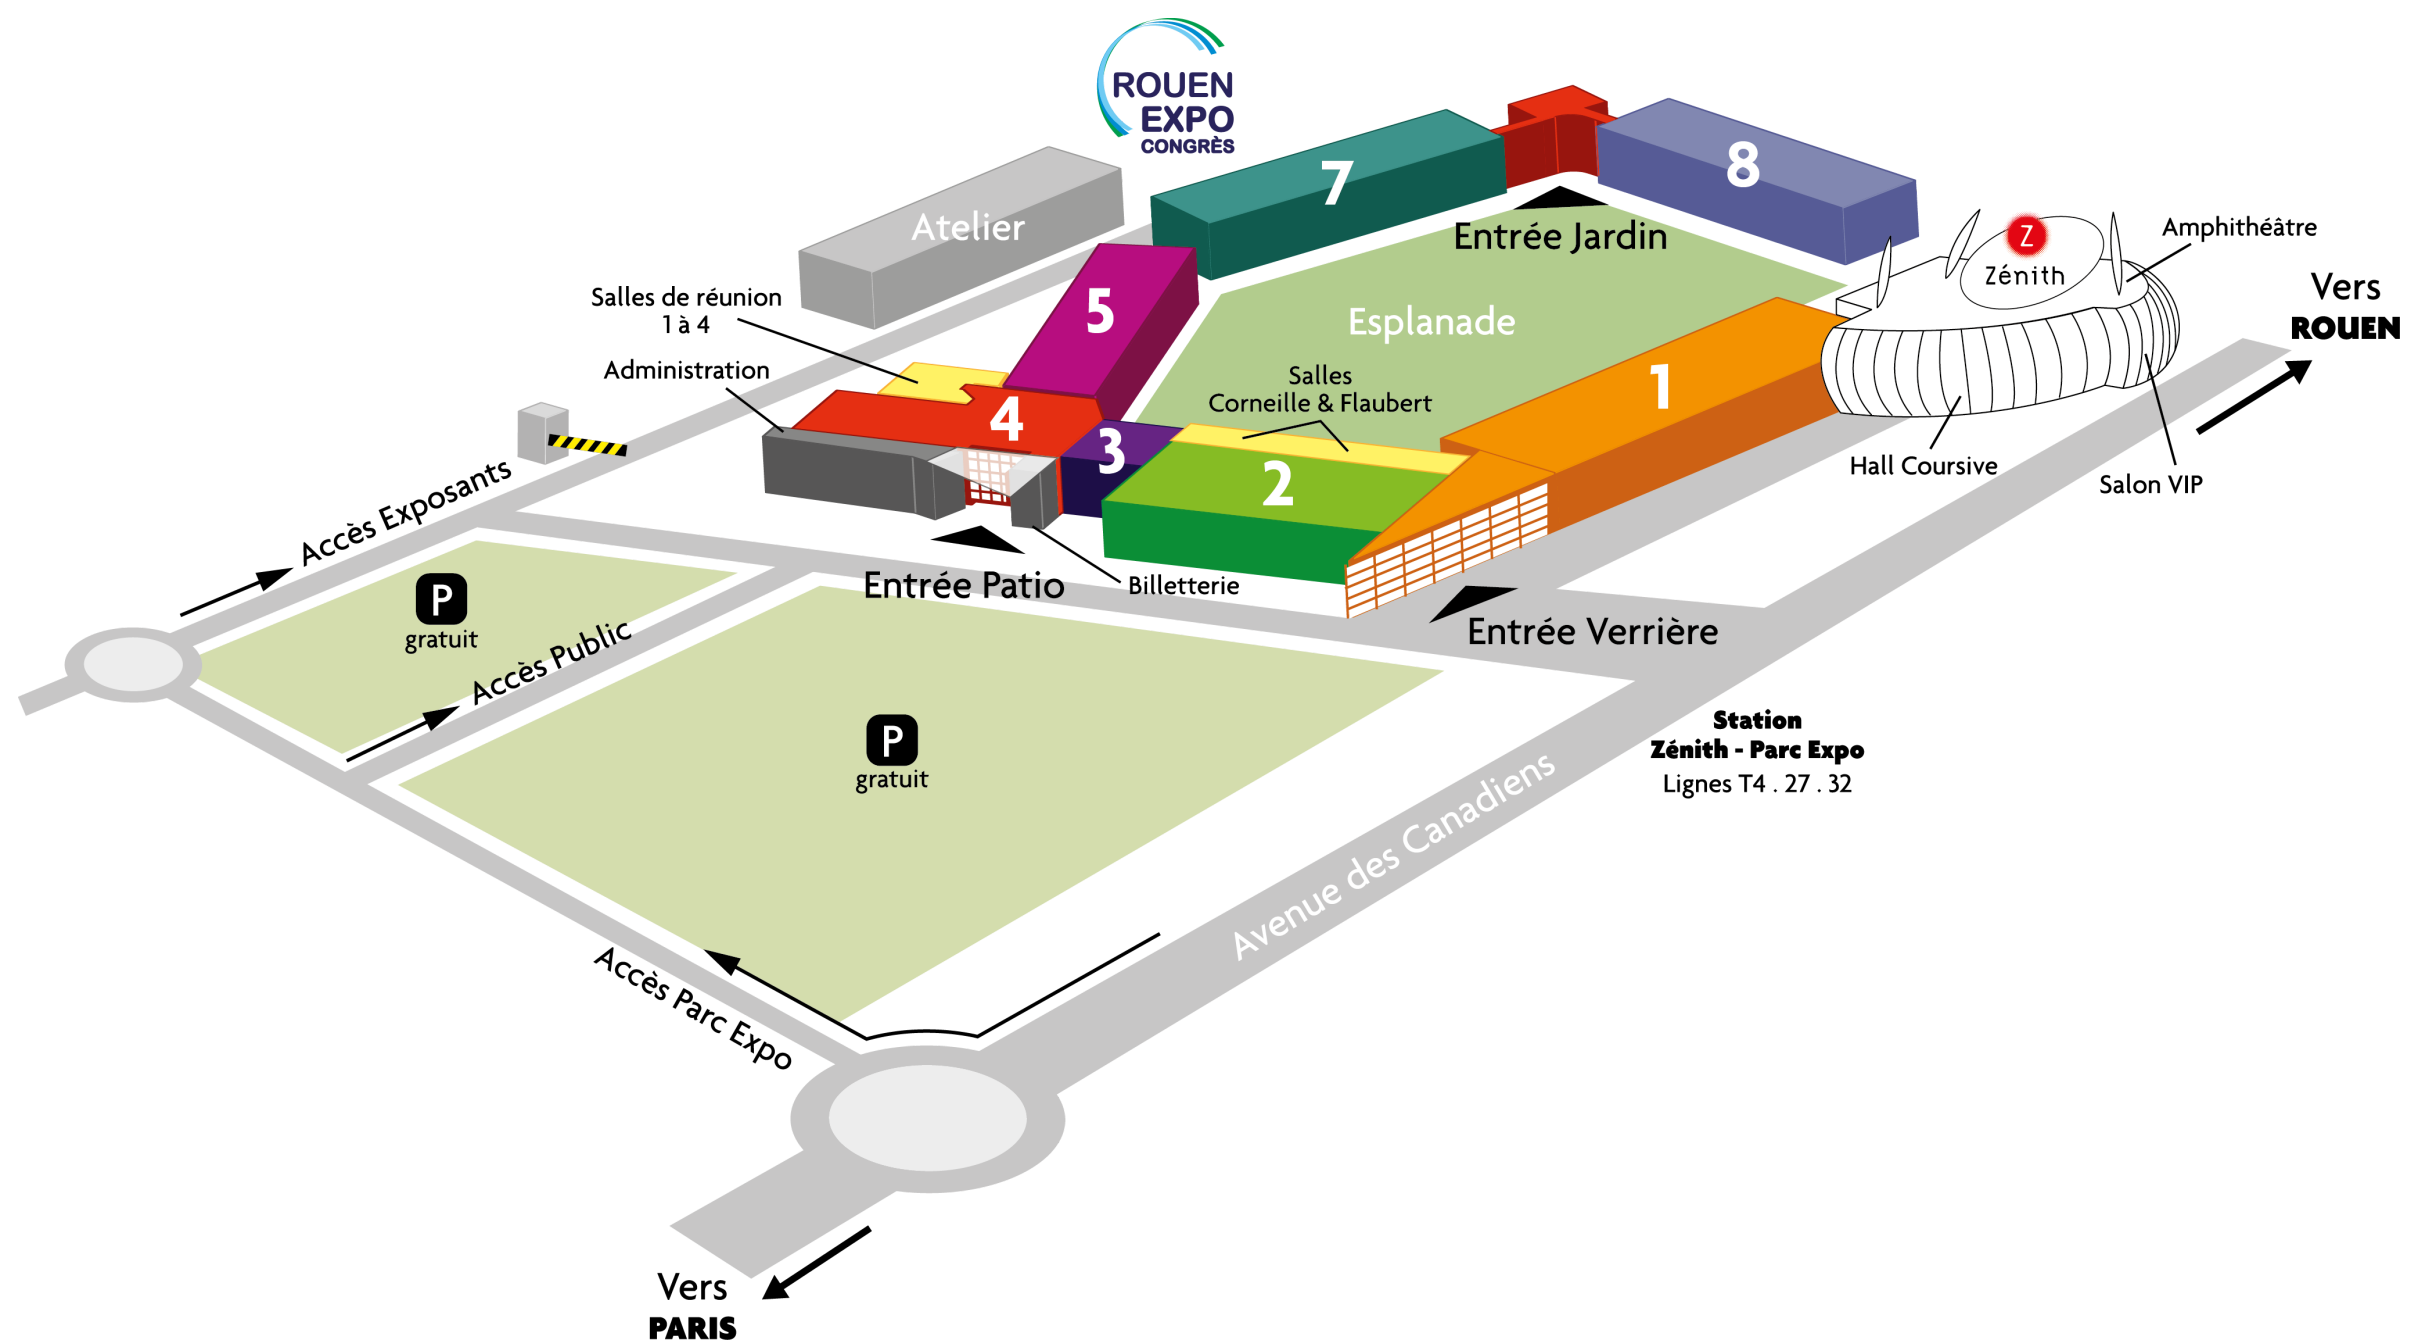 ROUEN
EXPO
CONGRÈS
7
8
Atelier
Entrée Jardin
Z
Zénith
Amphithéâtre
Vers
ROUEN
Salles de réunion
1 à 4
5
Esplanade
Administration
Salles
Corneille & Flaubert
1
4
3
2
Hall Coursive
Salon VIP
Accès Exposants
Entrée Patio
Billetterie
P
gratuit
Entrée Verrière
Accès Public
P
gratuit
Station
Zénith - Parc Expo
Lignes T4 . 27 . 32
Avenue des Canadiens
Accès Parc Expo
Vers
PARIS